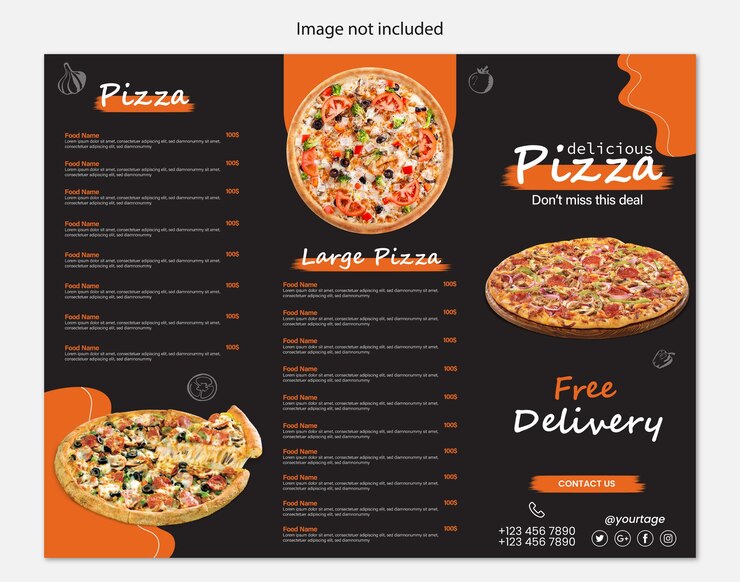 Image not included
Pizza
Food Name 100$
Lorem ipsum dolor sit amet, consectetuer adipiscing elit, sed diamnonummy sit amet,
consectetuer adipiscing elit, sed diamnonummy
Food Name 100$
Lorem ipsum dolor sit amet, consectetuer adipiscing elit, sed diamnonummy sit amet,
consectetuer adipiscing elit, sed diamnonummy
Food Name 100$
Lorem ipsum dolor sit amet, consectetuer adipiscing elit, sed diamnonummy sit amet,
consectetuer adipiscing elit, sed diamnonummy
Food Name 100$
Lorem ipsum dolor sit amet, consectetuer adipiscing elit, sed diamnonummy sit amet,
consectetuer adipiscing elit, sed diamnonummy
Food Name 100$
Lorem ipsum dolor sit amet, consectetuer adipiscing elit, sed diamnonummy sit amet,
consectetuer adipiscing elit, sed diamnonummy
Food Name 100$
Lorem ipsum dolor sit amet, consectetuer adipiscing elit, sed diamnonummy sit amet,
consectetuer adipiscing elit, sed diamnonummy
Food Name 100$
Lorem ipsum dolor sit amet, consectetuer adipiscing elit, sed diamnonummy sit amet,
consectetuer adipiscing elit, sed diamnonummy
Food Name 100$
Lorem ipsum dolor sit amet, consectetuer adipiscing elit, sed diamnonummy sit amet,
consectetuer adipiscing elit, sed diamnonummy
Large Pizza
Food Name 100$
Lorem ipsum dolor sit amet, consectetuer adipiscing elit, sed diamnonummy sit amet,
consectetuer adipiscing elit, sed diamnonummy
Food Name 100$
Lorem ipsum dolor sit amet, consectetuer adipiscing elit, sed diamnonummy sit amet,
consectetuer adipiscing elit, sed diamnonummy
Food Name 100$
Lorem ipsum dolor sit amet, consectetuer adipiscing elit, sed diamnonummy sit amet,
consectetuer adipiscing elit, sed diamnonummy
Food Name 100$
Lorem ipsum dolor sit amet, consectetuer adipiscing elit, sed diamnonummy sit amet,
consectetuer adipiscing elit, sed diamnonummy
Food Name 100$
Lorem ipsum dolor sit amet, consectetuer adipiscing elit, sed diamnonummy sit amet,
consectetuer adipiscing elit, sed diamnonummy
Food Name 100$
Lorem ipsum dolor sit amet, consectetuer adipiscing elit, sed diamnonummy sit amet,
consectetuer adipiscing elit, sed diamnonummy
Food Name 100$
Lorem ipsum dolor sit amet, consectetuer adipiscing elit, sed diamnonummy sit amet,
consectetuer adipiscing elit, sed diamnonummy
Food Name 100$
Lorem ipsum dolor sit amet, consectetuer adipiscing elit, sed diamnonummy sit amet,
consectetuer adipiscing elit, sed diamnonummy
Food Name 100$
Lorem ipsum dolor sit amet, consectetuer adipiscing elit, sed diamnonummy sit amet,
consectetuer adipiscing elit, sed diamnonummy
Food Name 100$
Lorem ipsum dolor sit amet, consectetuer adipiscing elit, sed diamnonummy sit amet,
consectetuer adipiscing elit, sed diamnonummy
delicious
Pizza
Don't miss this deal
Free
Delivery
CONTACT US
+123 456 7890
+123 456 7890
@yourtage